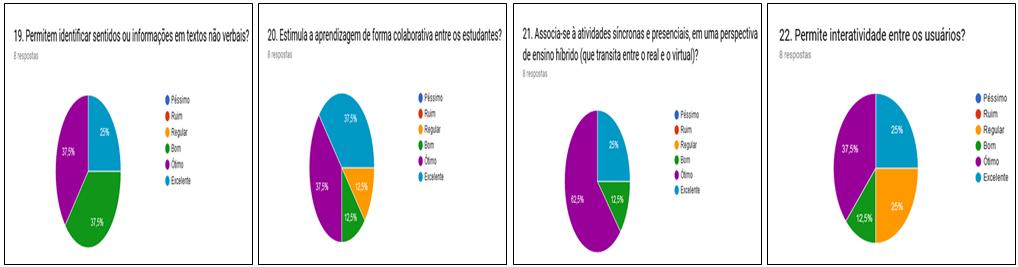 19. Permitem identificar sentidos ou informações em textos não verbais?
8 respostas
Péssimo
Ruim
Regular
Bom
Ótimo
Excelente
25%
37,5%
37,5%
20. Estimula a aprendizagem de forma colaborativa entre os estudantes?
8 respostas
Péssimo
Ruim
Regular
Bom
Ótimo
Excelente
37,5%
37,5%
12,5%
12,5%
21. Associa-se à atividades síncronas e presenciais, em uma perspectiva
de ensino híbrido (que transita entre o real e o virtual)?
8 respostas
Péssimo
Ruim
Regular
Bom
Ótimo
Excelente
25%
62,5%
12,5%
22. Permite interatividade entre os usuários?
8 respostas
Péssimo
Ruim
Regular
Bom
Ótimo
Excelente
25%
37,5%
12,5%
25%